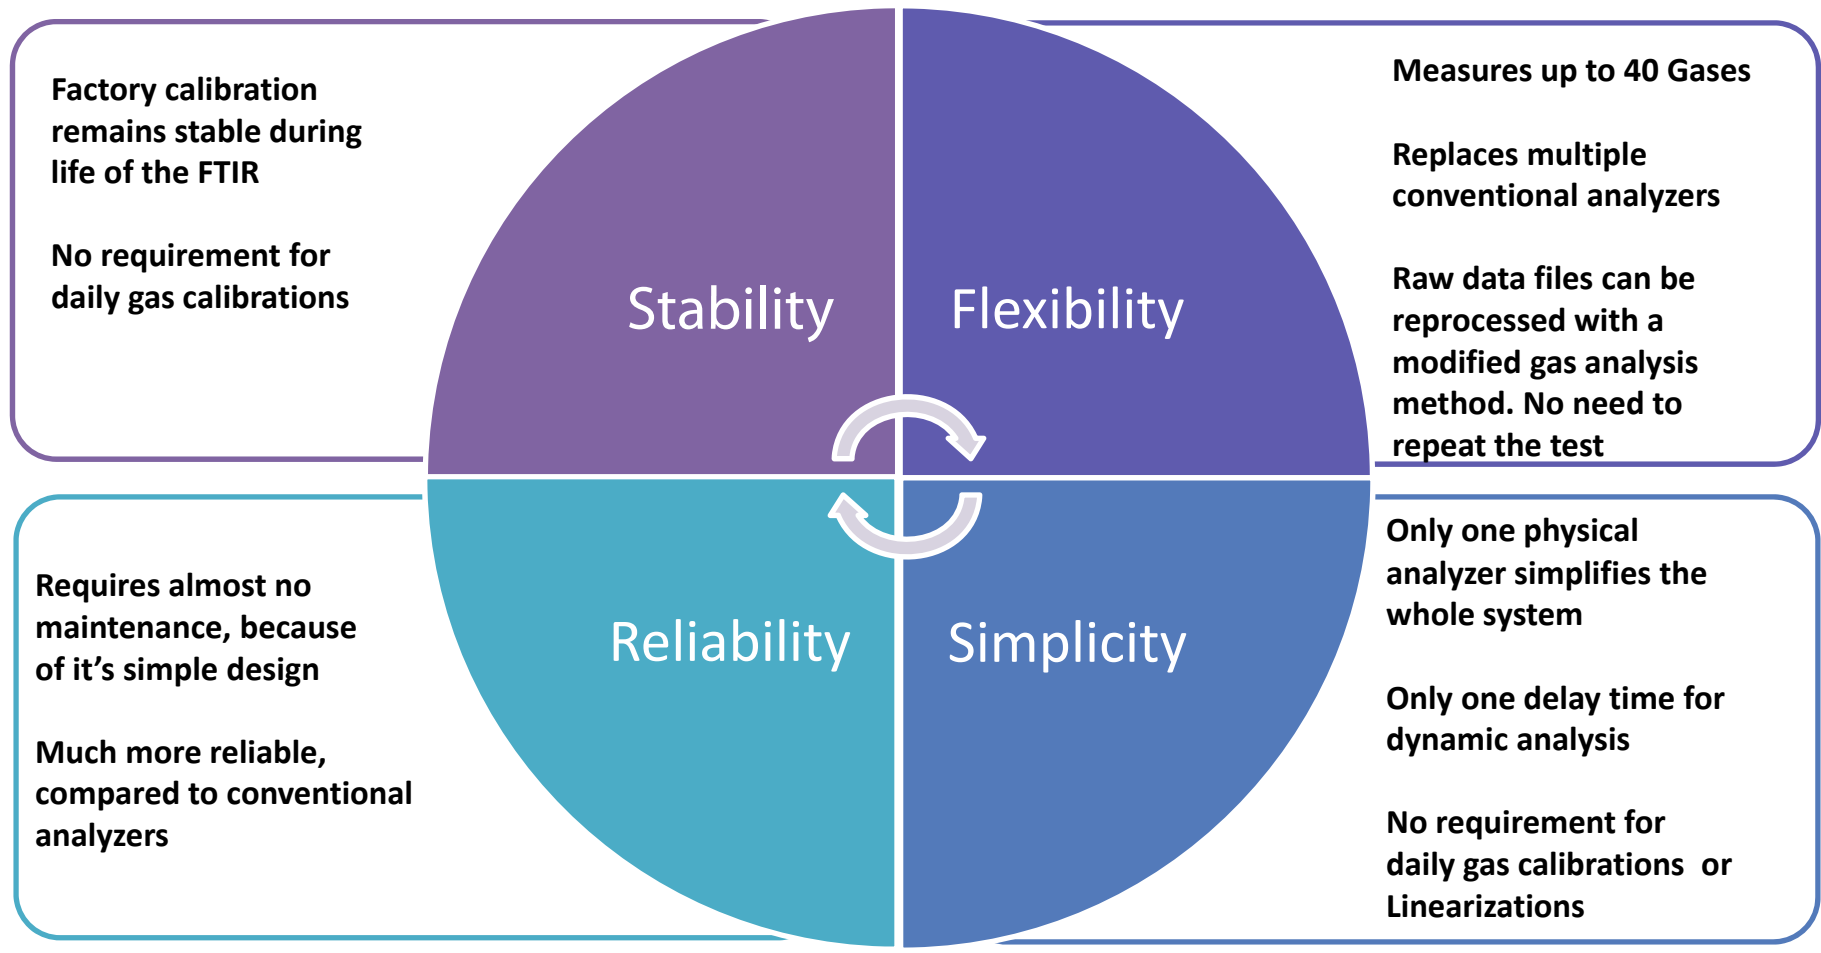 Factory calibration
remains stable during
life of the FTIR
No requirement for
daily gas calibrations
Stability
Flexibility
Measures up to 40 Gases
Replaces multiple
conventional analyzers
Raw data files can be
reprocessed with a
modified gas analysis
method. No need to
repeat the test
Requires almost no
maintenance, because
of it’s simple design
Much more reliable,
compared to conventional
analyzers
Reliability
Simplicity
Only one physical
analyzer simplifies the
whole system
Only one delay time for
dynamic analysis
No requirement for
daily gas calibrations  or
Linearizations